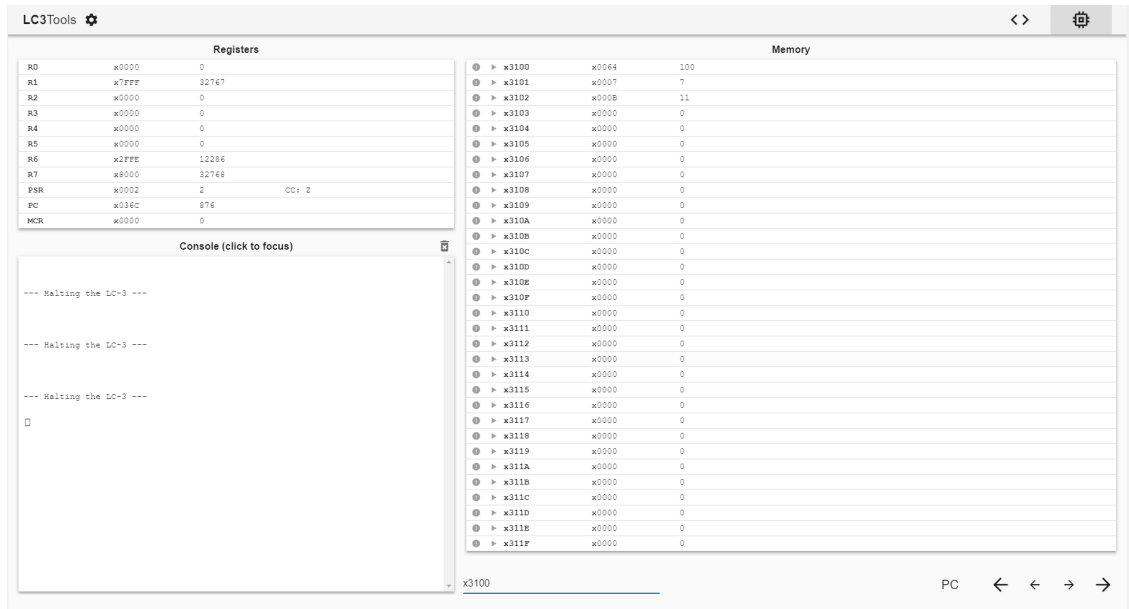 LC3Tools
Registers
R0 x0000 0
R1 x7FFF 32767
R2 x0000 0
R3 x0000 0
R4 x0000 0
R5 x0000 0
R6 x2FFE 12286
R7 x8000 32768
PSR x0002 2 CC: Z
PC x036C 876
MCR x0000 0
Console (click to focus)
--- Halting the LC-3 ---
--- Halting the LC-3 ---
--- Halting the LC-3 ---
Memory
x3100 x0064 100
x3101 x0007 7
x3102 x000B 11
x3103 x0000 0
x3104 x0000 0
x3105 x0000 0
x3106 x0000 0
x3107 x0000 0
x3108 x0000 0
x3109 x0000 0
x310A x0000 0
x310B x0000 0
x310C x0000 0
x310D x0000 0
x310E x0000 0
x310F x0000 0
x3110 x0000 0
x3111 x0000 0
x3112 x0000 0
x3113 x0000 0
x3114 x0000 0
x3115 x0000 0
x3116 x0000 0
x3117 x0000 0
x3118 x0000 0
x3119 x0000 0
x311A x0000 0
x311B x0000 0
x311C x0000 0
x311D x0000 0
x311E x0000 0
x311F x0000 0
x3100
PC